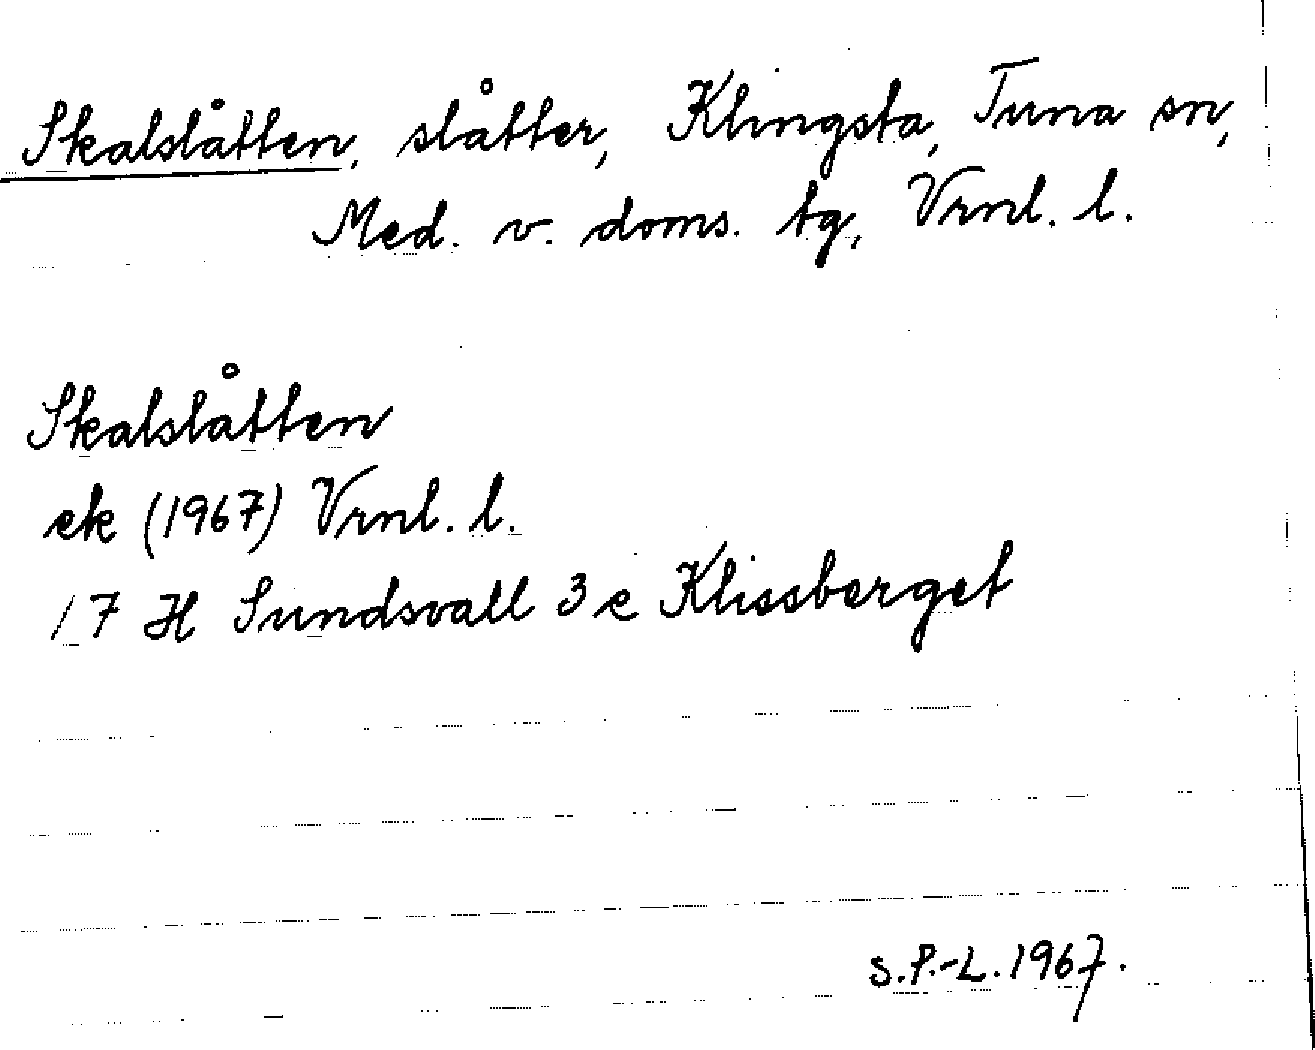 Skalslåtten, slåtter, Klingsta, Tuna sn,
Med. v. doms. tg, Vrnl. l.
Skalslåtten
ek (1967) Vrnl. l.
17 H Sundsvall 3 e Klissberget
S.P.-L. 1967.